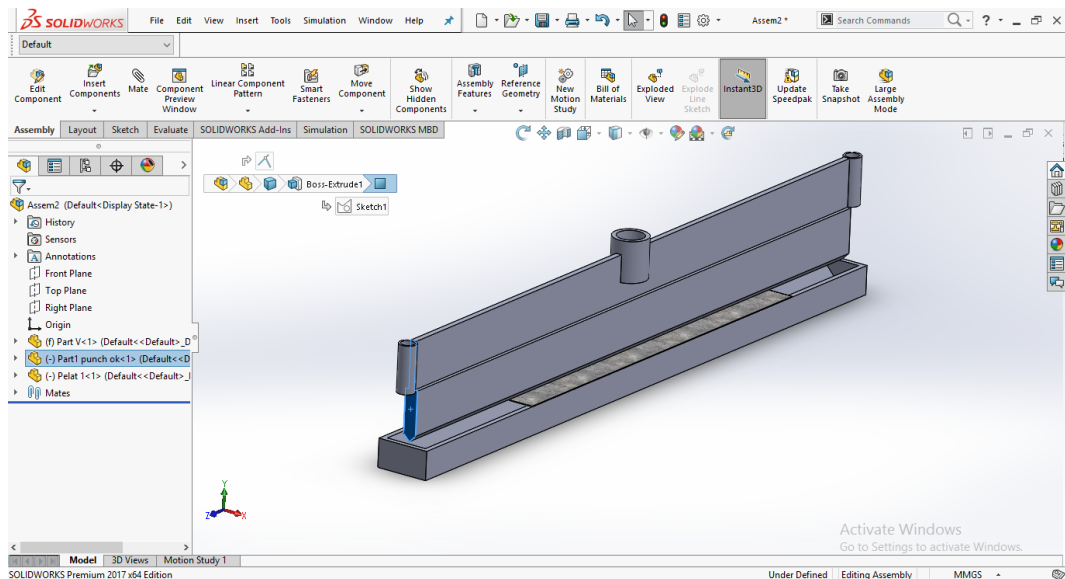 SOLIDWORKS File Edit View Insert Tools Simulation Window Help Assem2 * Search Commands ?
Default
Edit Component
Insert Components
Mate
Component Preview Window
Linear Component Pattern
Smart Fasteners
Move Component
Show Hidden Components
Assembly Features
Reference Geometry
New Motion Study
Bill of Materials
Exploded View
Explode Line Sketch
Instant3D
Update Speedpak
Take Snapshot
Large Assembly Mode
Assembly Layout Sketch Evaluate SOLIDWORKS Add-Ins Simulation SOLIDWORKS MBD
Boss-Extrude1
Sketch1
Assem2 (Default<Display State-1>)
History
Sensors
A Annotations
Front Plane
Top Plane
Right Plane
Origin
(f) Part V<1> (Default<<Default>_D
(-) Part1 punch ok<1> (Default<<D
(-) Pelat 1<1> (Default<<Default>_
Mates
Y
Z X
Activate Windows
Go to Settings to activate Windows.
Model 3D Views Motion Study 1
SOLIDWORKS Premium 2017 x64 Edition Under Defined Editing Assembly MMGS